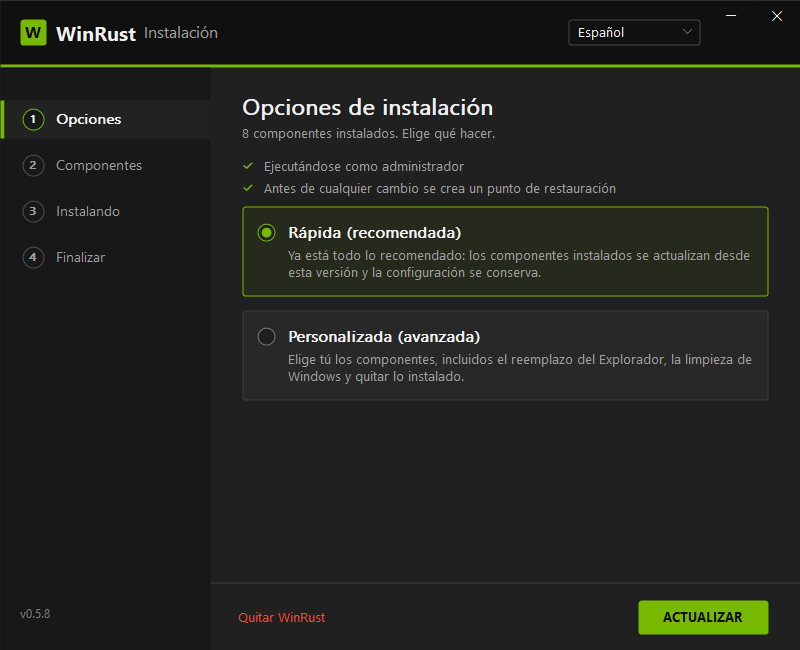 W WinRust Instalación
Español
1 Opciones
2 Componentes
3 Instalando
4 Finalizar
v0.5.8
Opciones de instalación
8 componentes instalados. Elige qué hacer.
Ejecutándose como administrador
Antes de cualquier cambio se crea un punto de restauración
Rápida (recomendada)
Ya está todo lo recomendado: los componentes instalados se actualizan desde
esta versión y la configuración se conserva.
Personalizada (avanzada)
Elige tú los componentes, incluidos el reemplazo del Explorador, la limpieza de
Windows y quitar lo instalado.
Quitar WinRust
ACTUALIZAR